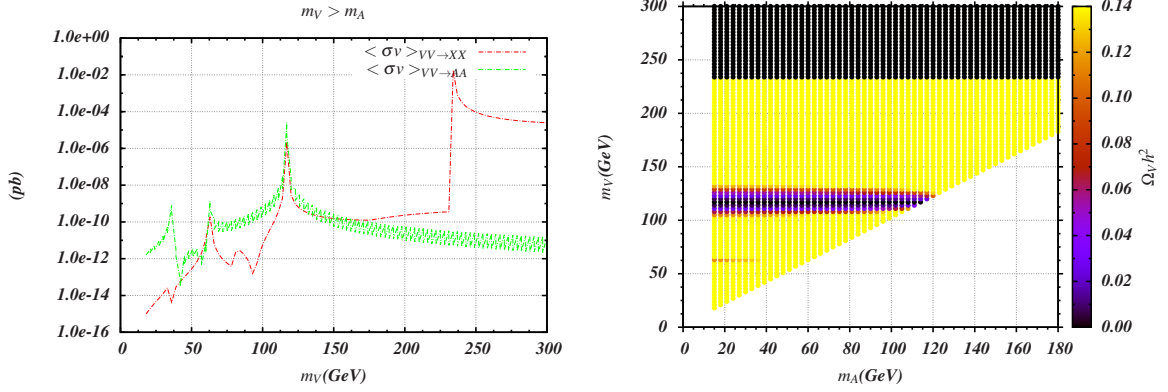 m_V > m_A
(pb)
1.0e+00
1.0e-02
1.0e-04
1.0e-06
1.0e-08
1.0e-10
1.0e-12
1.0e-14
1.0e-16
< σv >_{VV→XX}
< σv >_{VV→AA}
0 50 100 150 200 250 300
m_V(GeV)
m_V(GeV)
300
250
200
150
100
50
0
0 20 40 60 80 100 120 140 160 180
m_A(GeV)
0.14
0.12
0.10
0.08
0.06
0.04
0.02
0.00
Ω_V h²